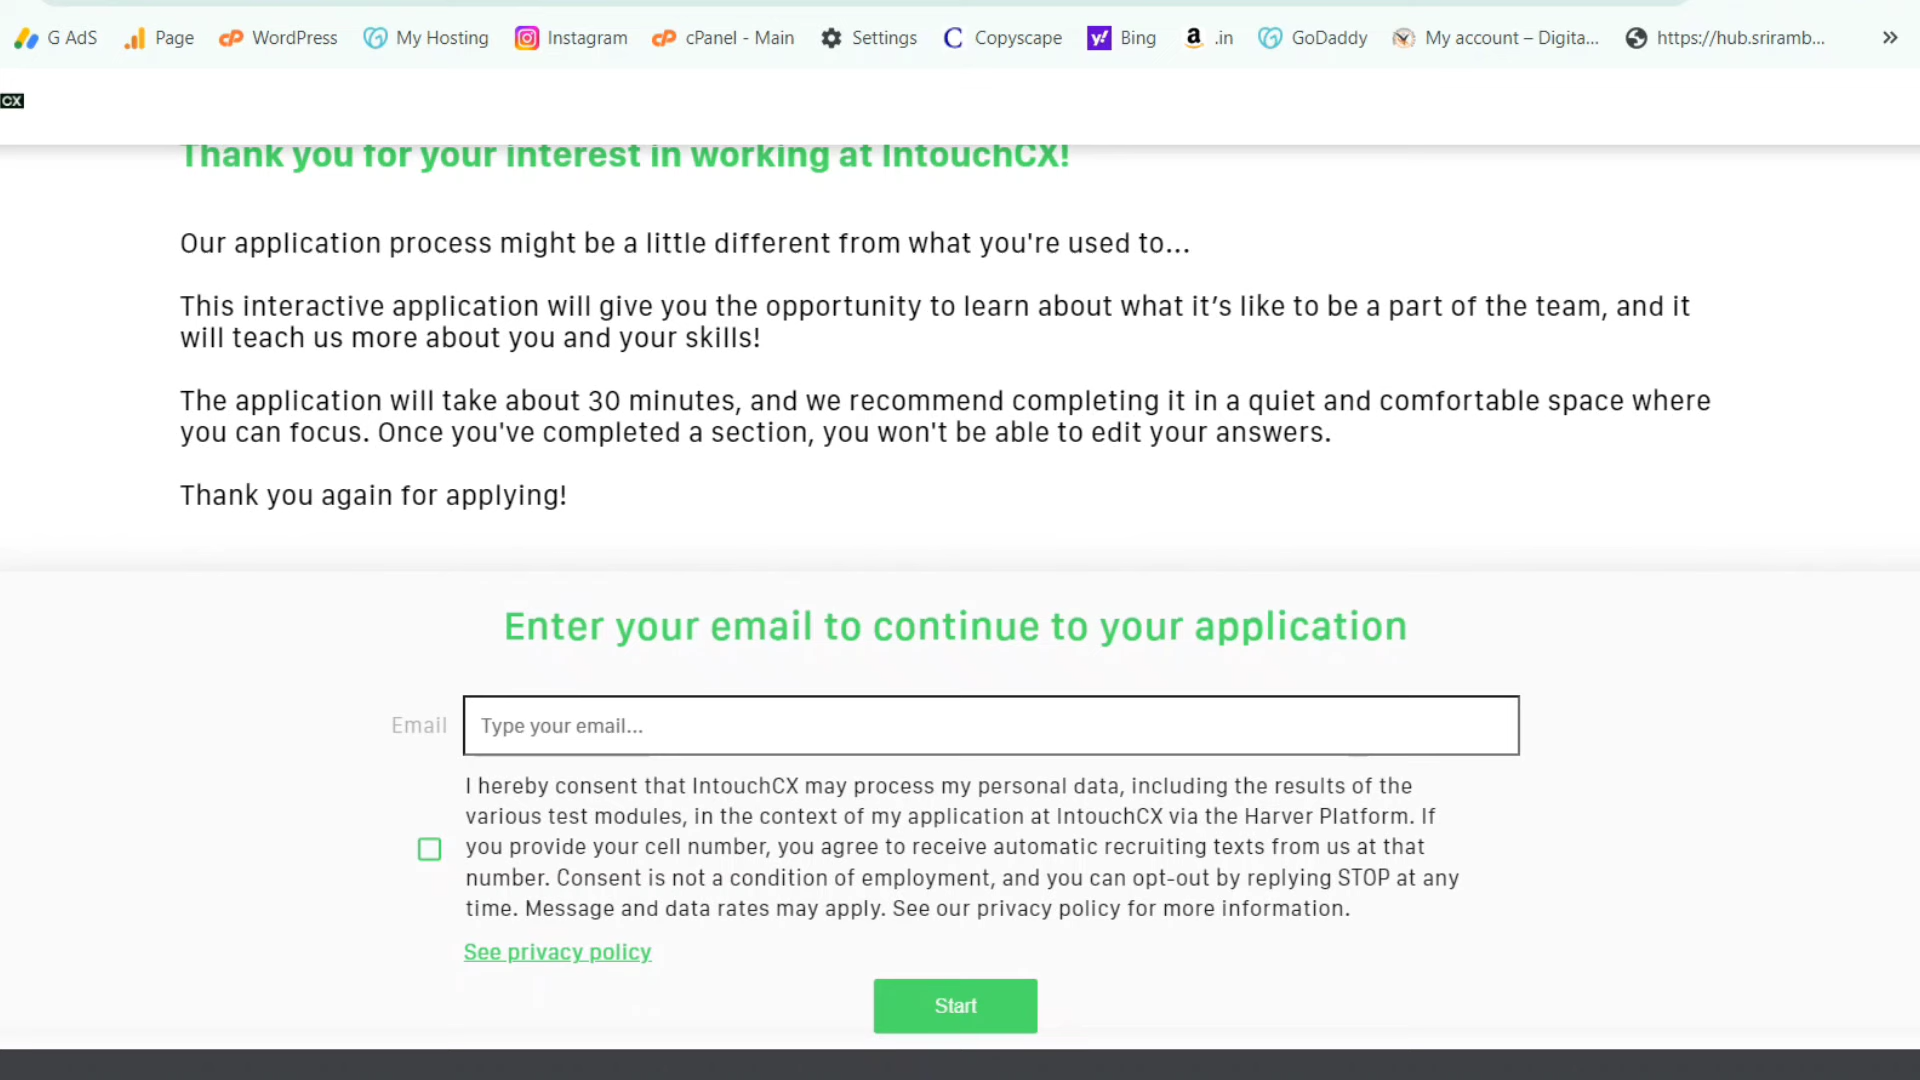 G AdS Page WordPress My Hosting Instagram cPanel - Main Settings Copyscape Bing .in GoDaddy My account – Digita... https://hub.sriramb... »
CX
Thank you for your interest in working at IntouchCX!
Our application process might be a little different from what you're used to...
This interactive application will give you the opportunity to learn about what it’s like to be a part of the team, and it
will teach us more about you and your skills!
The application will take about 30 minutes, and we recommend completing it in a quiet and comfortable space where
you can focus. Once you've completed a section, you won't be able to edit your answers.
Thank you again for applying!
Enter your email to continue to your application
Email Type your email...
I hereby consent that IntouchCX may process my personal data, including the results of the
various test modules, in the context of my application at IntouchCX via the Harver Platform. If
you provide your cell number, you agree to receive automatic recruiting texts from us at that
number. Consent is not a condition of employment, and you can opt-out by replying STOP at any
time. Message and data rates may apply. See our privacy policy for more information.
See privacy policy
Start